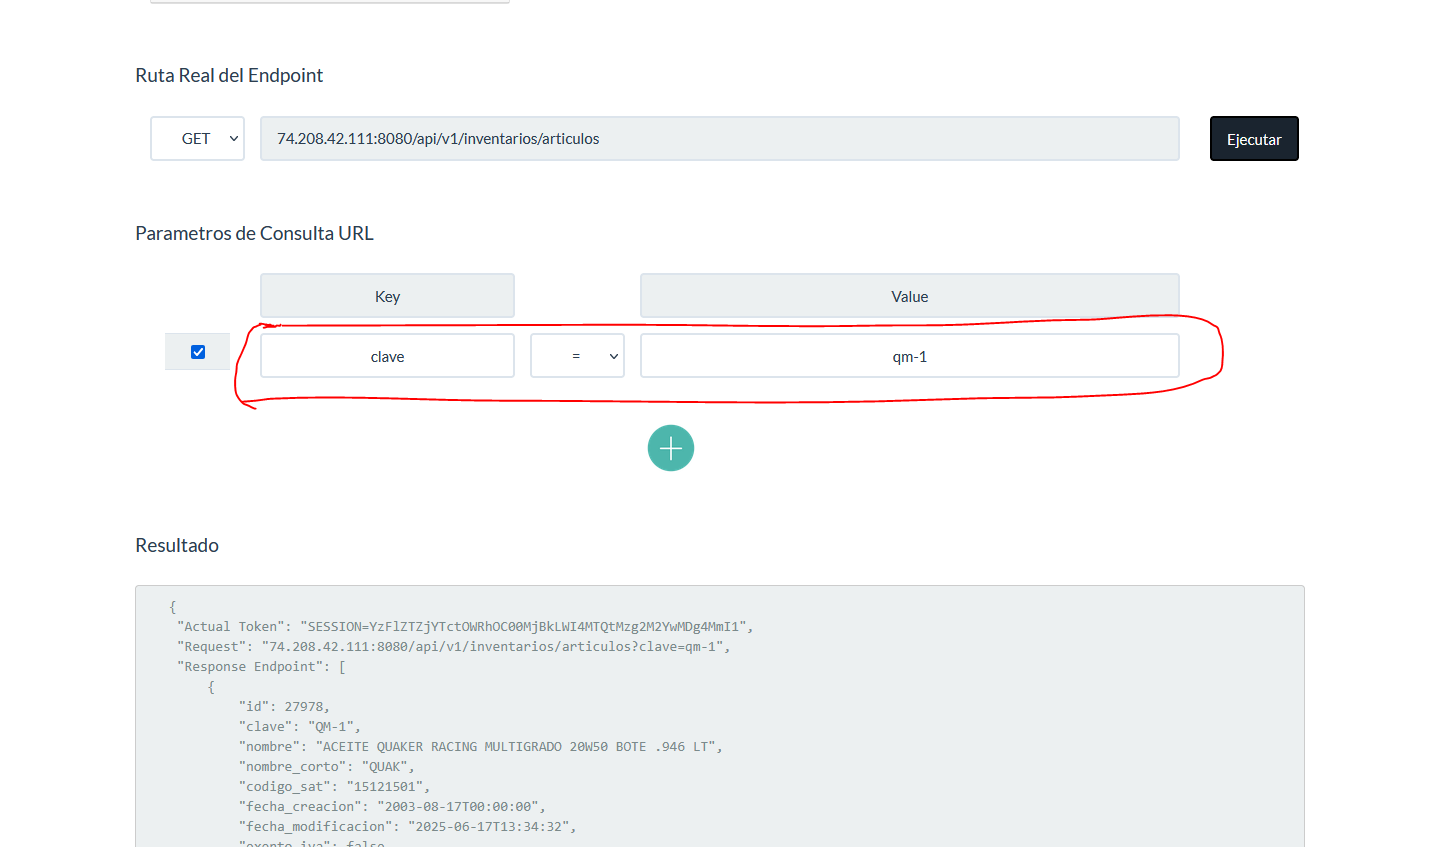 Ruta Real del Endpoint
GET 74.208.42.111:8080/api/v1/inventarios/articulos Ejecutar
Parametros de Consulta URL
Key Value
clave = qm-1
Resultado
{
"Actual Token": "SESSION=YzFlZTZjYTctOWRhOC00MjBkLWI4MTQtMzg2M2YwMDg4MmI1",
"Request": "74.208.42.111:8080/api/v1/inventarios/articulos?clave=qm-1",
"Response Endpoint": [
{
"id": 27978,
"clave": "QM-1",
"nombre": "ACEITE QUAKER RACING MULTIGRADO 20W50 BOTE .946 LT",
"nombre_corto": "QUAK",
"codigo_sat": "15121501",
"fecha_creacion": "2003-08-17T00:00:00",
"fecha_modificacion": "2025-06-17T13:34:32",
"exento_iva": false,